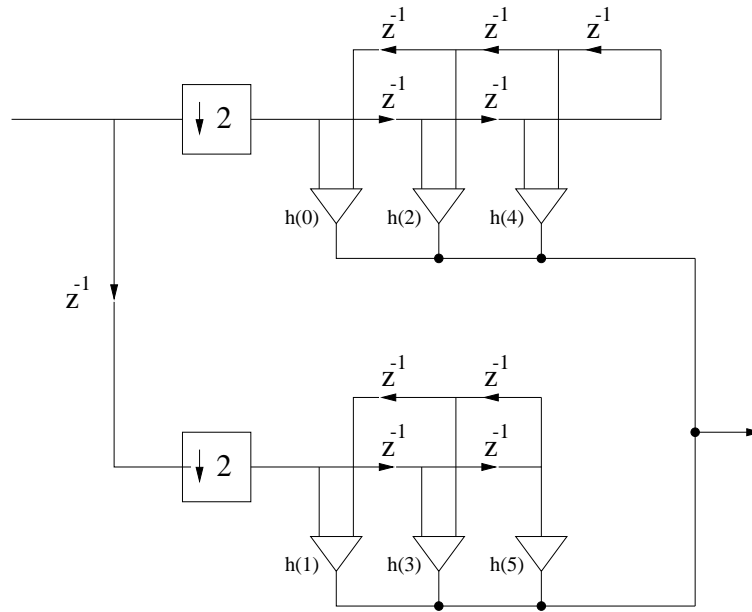 z⁻¹ z⁻¹ z⁻¹
↓ 2
z⁻¹ z⁻¹
h(0) h(2) h(4)
z⁻¹
z⁻¹ z⁻¹
↓ 2
z⁻¹ z⁻¹
h(1) h(3) h(5)